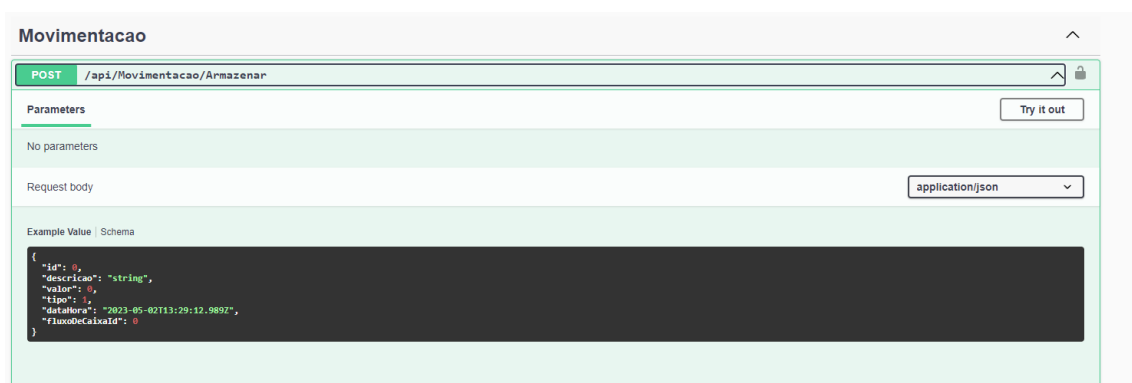 Movimentacao
POST /api/Movimentacao/Armazenar
Parameters
Try it out
No parameters
Request body
application/json
Example Value | Schema
{
"id": 0,
"descricao": "string",
"valor": 0,
"tipo": 1,
"dataHora": "2023-05-02T13:29:12.989Z",
"fluxoDeCaixaId": 0
}